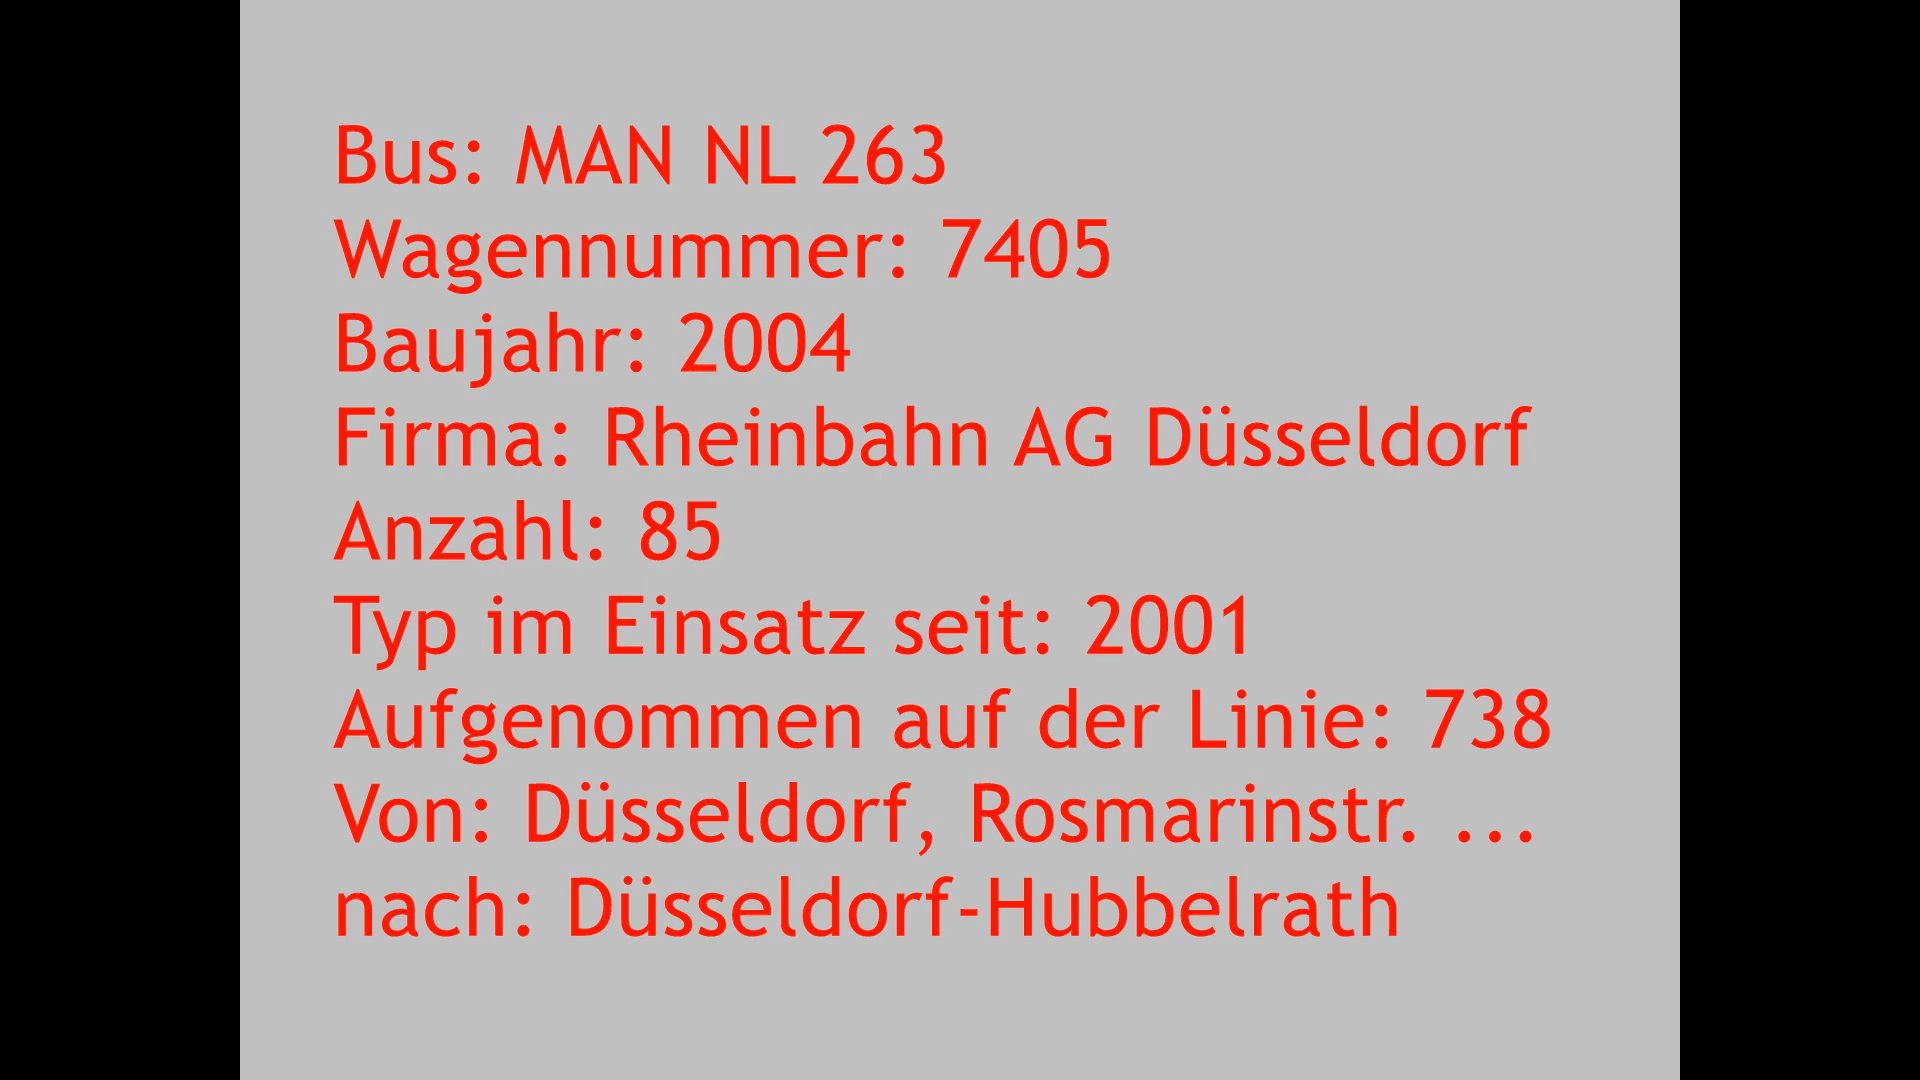 Bus: MAN NL 263
Wagennummer: 7405
Baujahr: 2004
Firma: Rheinbahn AG Düsseldorf
Anzahl: 85
Typ im Einsatz seit: 2001
Aufgenommen auf der Linie: 738
Von: Düsseldorf, Rosmarinstr. ...
nach: Düsseldorf-Hubbelrath